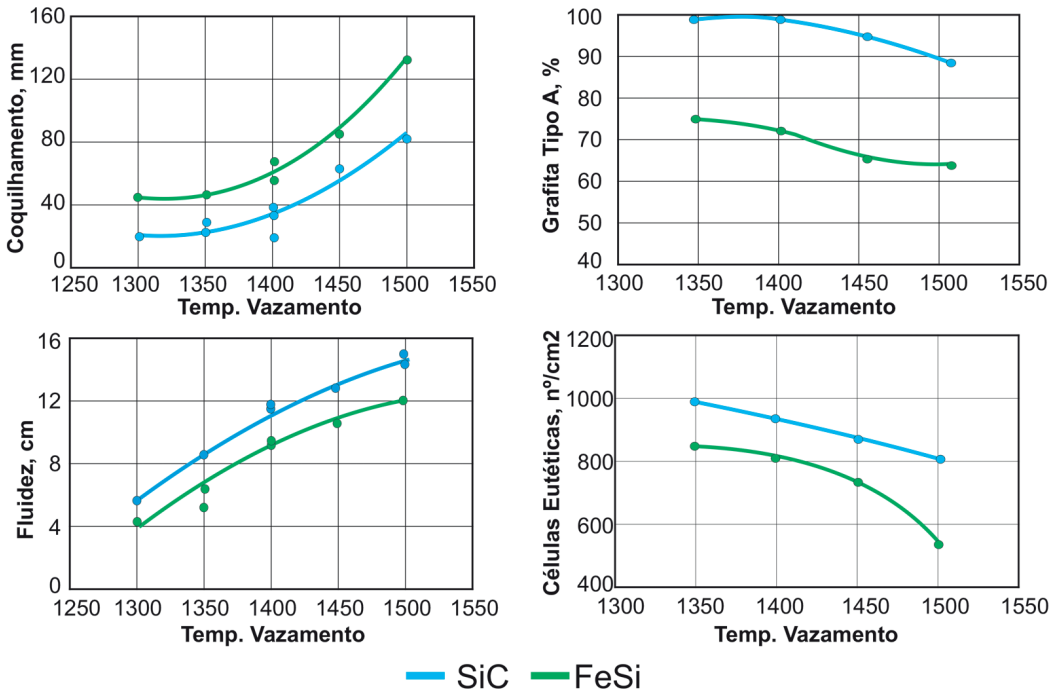 Coquilhamento, mm
160
120
80
40
0
1250 1300 1350 1400 1450 1500 1550
Temp. Vazamento
Grafita Tipo A, %
100
90
80
70
60
50
40
1300 1350 1400 1450 1500 1550
Temp. Vazamento
Fluidez, cm
16
12
8
4
0
1250 1300 1350 1400 1450 1500 1550
Temp. Vazamento
Células Eutéticas, nº/cm2
1200
1000
800
600
400
1300 1350 1400 1450 1500 1550
Temp. Vazamento
SiC FeSi